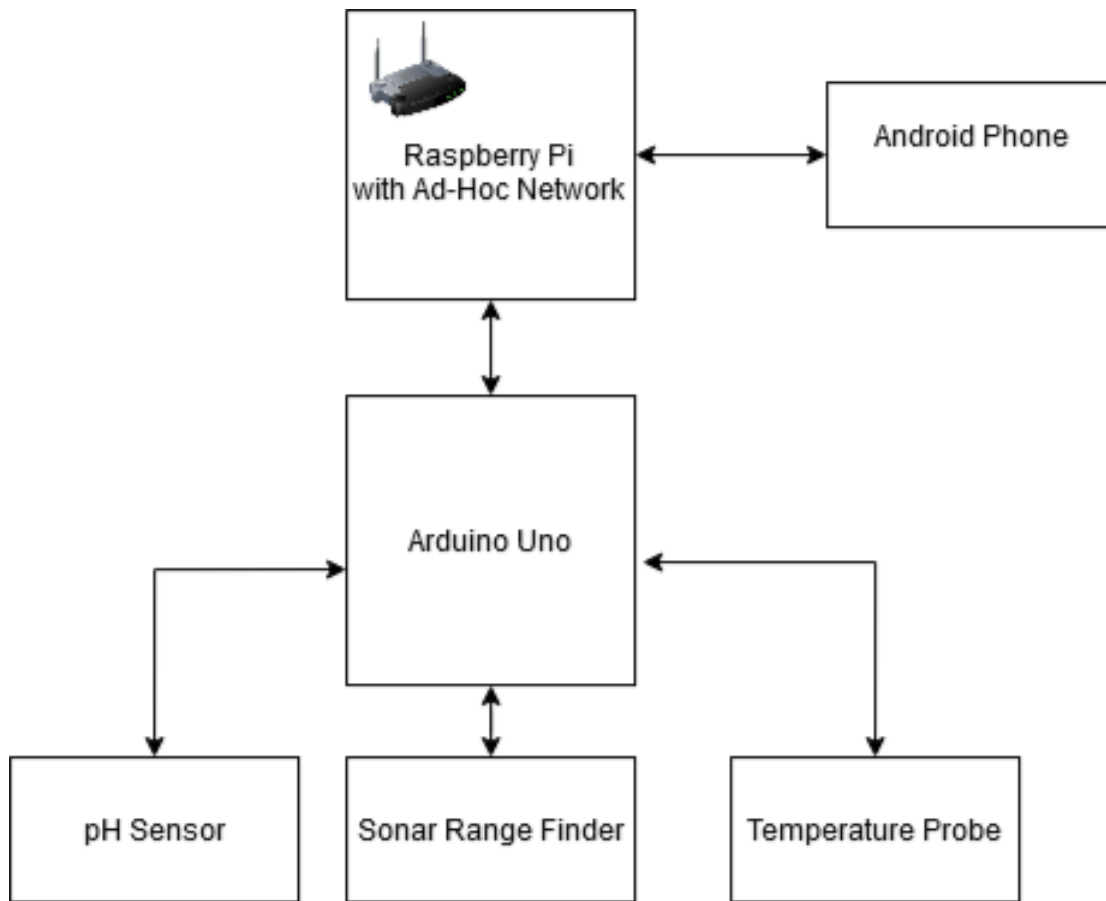 Raspberry Pi
with Ad-Hoc Network
Android Phone
Arduino Uno
pH Sensor
Sonar Range Finder
Temperature Probe